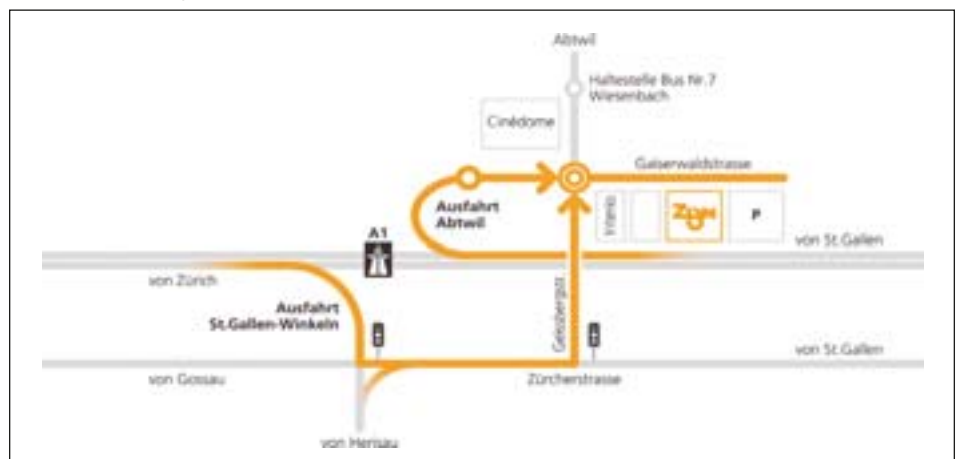 Abtwil
Haltestelle Bus Nr.7
Wiesenbach
Cinédome
Gaiserwaldstrasse
Ausfahrt
Abtwil
P
A1
von St.Gallen
von Zürich
Ausfahrt
St.Gallen-Winkeln
von St.Gallen
von Gossau
Zürcherstrasse
von Herisau